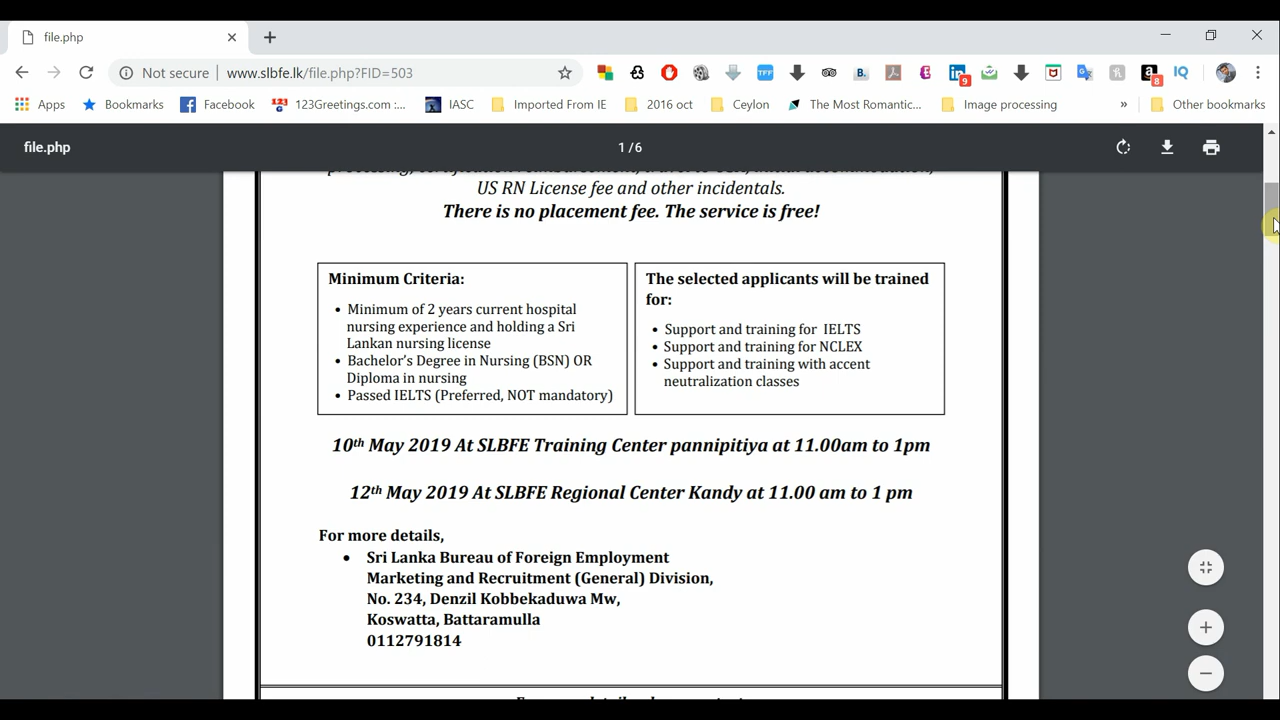 file.php
Not secure www.slbfe.lk/file.php?FID=503
9
8
Apps Bookmarks Facebook 123Greetings.com :... IASC Imported From IE 2016 oct Ceylon The Most Romantic... Image processing » Other bookmarks
file.php 1 / 6
US RN License fee and other incidentals.
There is no placement fee. The service is free!
Minimum Criteria:
• Minimum of 2 years current hospital
nursing experience and holding a Sri
Lankan nursing license
• Bachelor's Degree in Nursing (BSN) OR
Diploma in nursing
• Passed IELTS (Preferred, NOT mandatory)
The selected applicants will be trained
for:
• Support and training for IELTS
• Support and training for NCLEX
• Support and training with accent
neutralization classes
10th May 2019 At SLBFE Training Center pannipitiya at 11.00am to 1pm
12th May 2019 At SLBFE Regional Center Kandy at 11.00 am to 1 pm
For more details,
• Sri Lanka Bureau of Foreign Employment
Marketing and Recruitment (General) Division,
No. 234, Denzil Kobbekaduwa Mw,
Koswatta, Battaramulla
0112791814